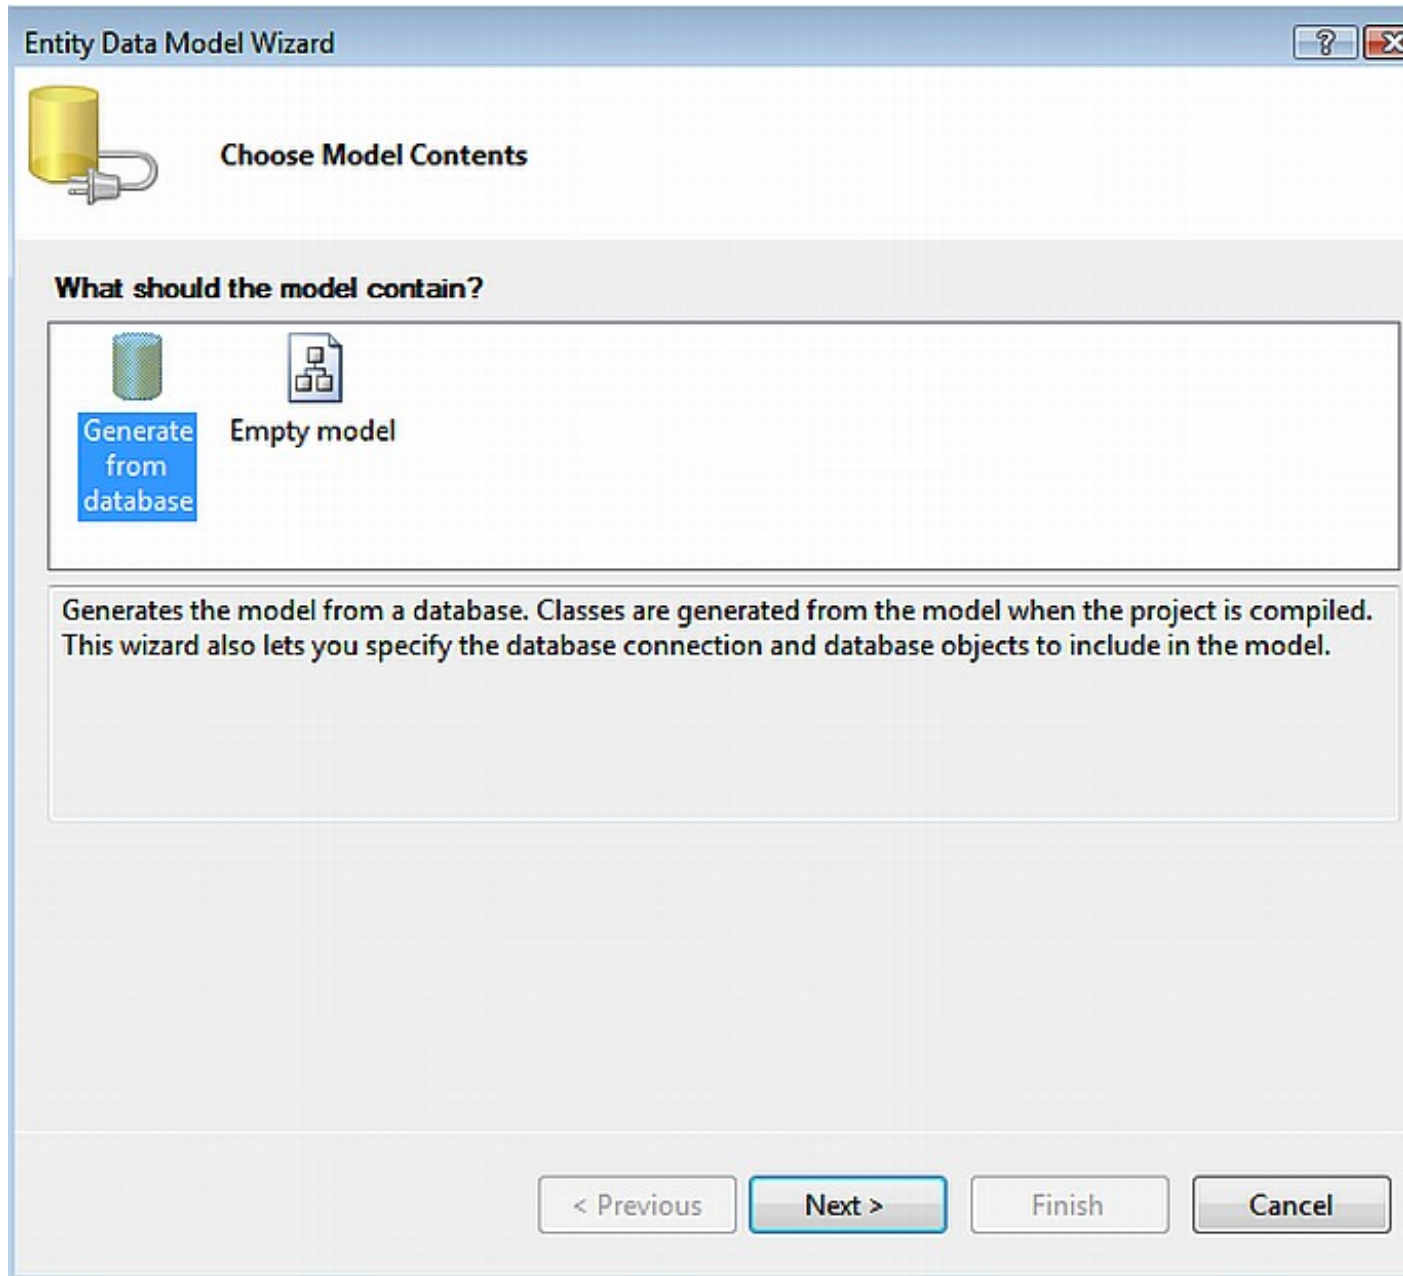 Entity Data Model Wizard
?
Choose Model Contents
What should the model contain?
Generate
from
database
Empty model
Generates the model from a database. Classes are generated from the model when the project is compiled.
This wizard also lets you specify the database connection and database objects to include in the model.
< Previous
Next >
Finish
Cancel